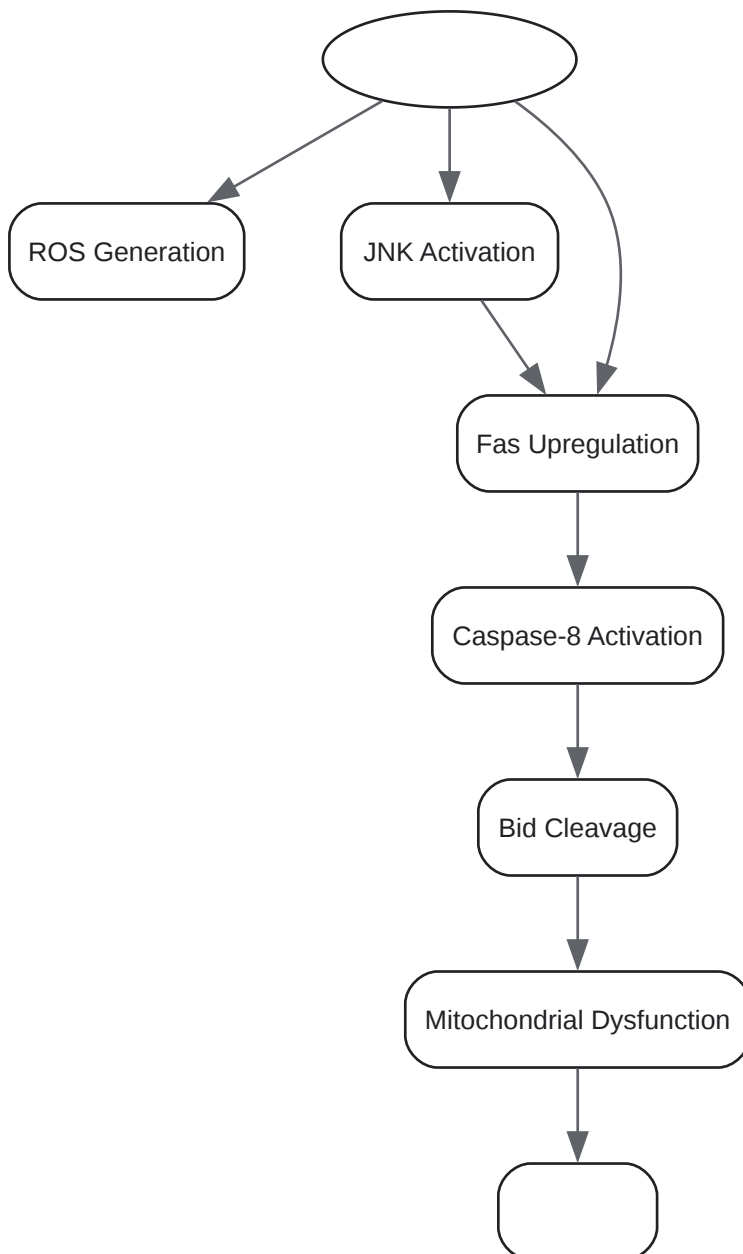 ROS Generation
JNK Activation
Fas Upregulation
Caspase-8 Activation
Bid Cleavage
Mitochondrial Dysfunction